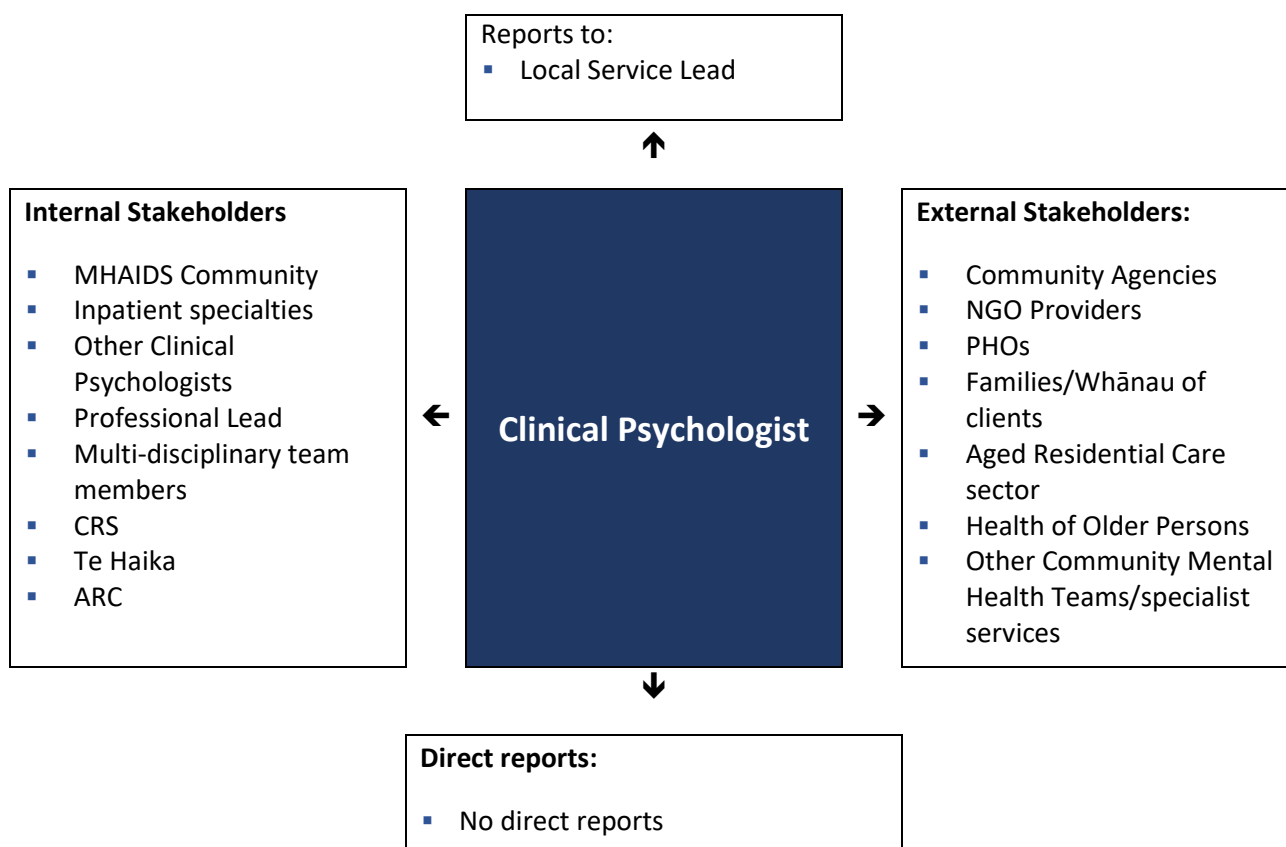 Reports to:
▪ Local Service Lead
Internal Stakeholders
▪ MHAIDS Community
▪ Inpatient specialties
▪ Other Clinical
Psychologists
▪ Professional Lead
▪ Multi-disciplinary team
members
▪ CRS
▪ Te Haika
▪ ARC
Clinical Psychologist
External Stakeholders:
▪ Community Agencies
▪ NGO Providers
▪ PHOs
▪ Families/Whānau of
clients
▪ Aged Residential Care
sector
▪ Health of Older Persons
▪ Other Community Mental
Health Teams/specialist
services
Direct reports:
▪ No direct reports